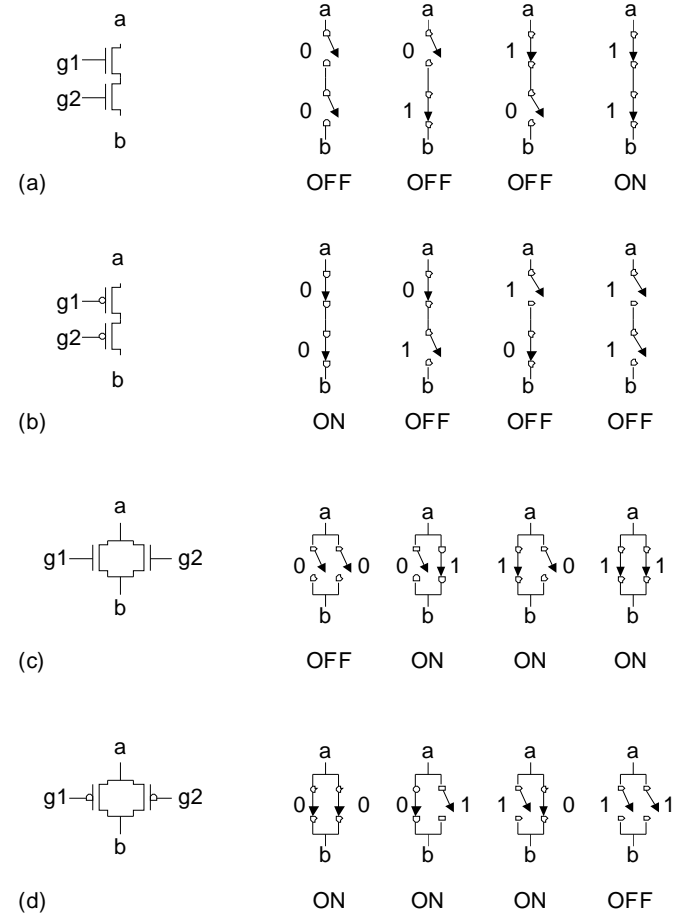 a a a a a
g1 0 0 1 1
g2 0 1 0 1
b b b b b
(a) OFF OFF OFF ON
a a a a a
g1 0 0 1 1
g2 0 1 0 1
b b b b b
(b) ON OFF OFF OFF
a a a a a
g1 g2 0 0 0 1 1 0 1 1
b b b b b
(c) OFF ON ON ON
a a a a a
g1 g2 0 0 0 1 1 0 1 1
b b b b b
(d) ON ON ON OFF